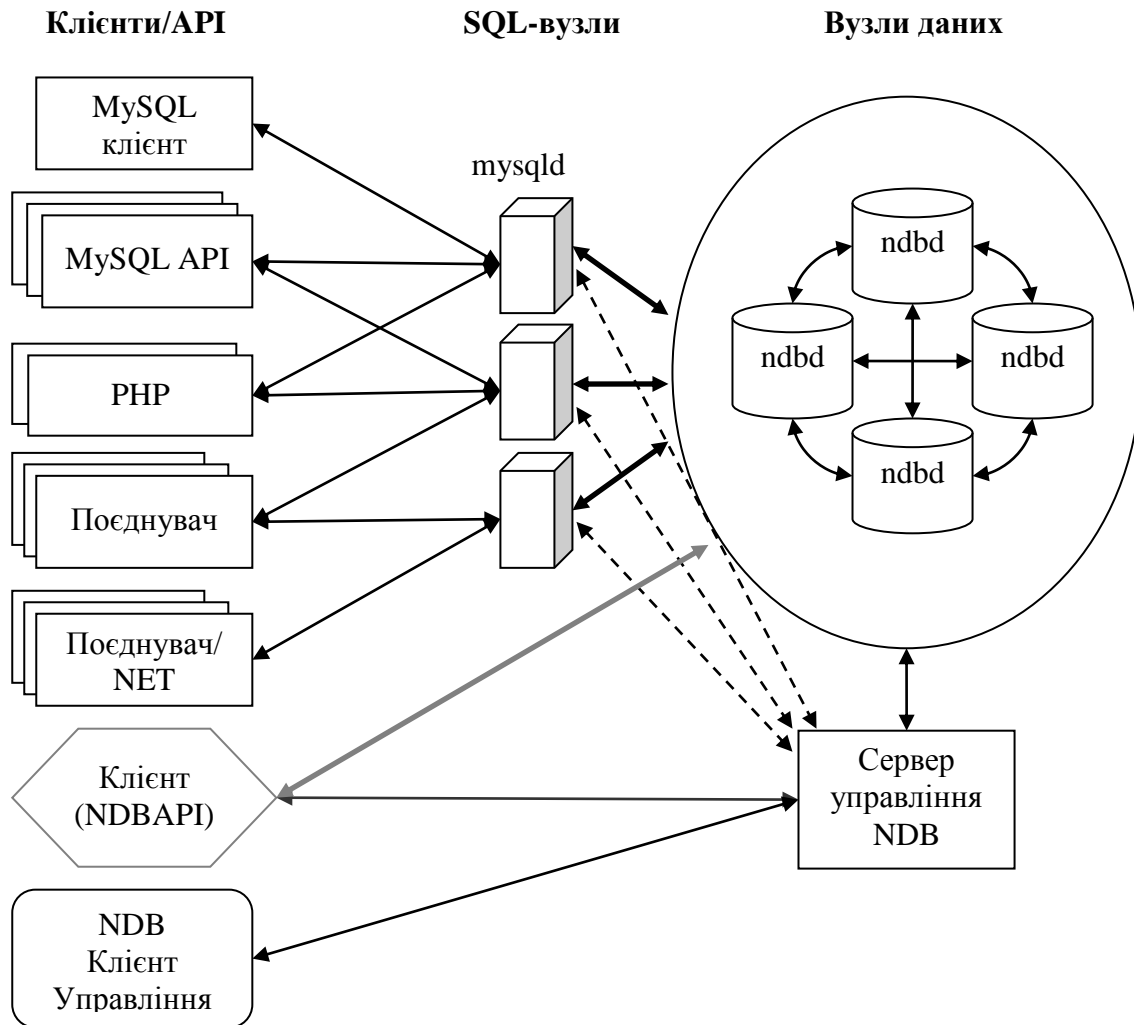 Клієнти/API
SQL-вузли
Вузли даних
MySQL
клієнт
mysqld
MySQL API
PHP
Поєднувач
Поєднувач/
NET
Клієнт
(NDBAPI)
NDB
Клієнт
Управління
ndbd
ndbd
ndbd
ndbd
Сервер
управління
NDB